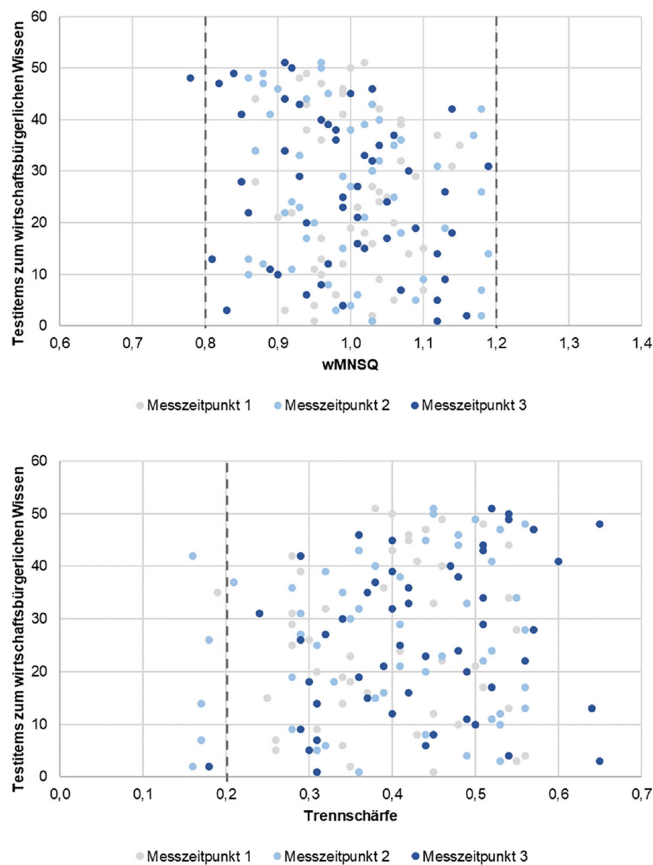 Testitems zum wirtschaftsbürgerlichen Wissen
60
50
40
30
20
10
0
0,6 0,7 0,8 0,9 1,0 1,1 1,2 1,3 1,4
wMNSQ
Messzeitpunkt 1 Messzeitpunkt 2 Messzeitpunkt 3
Testitems zum wirtschaftsbürgerlichen Wissen
60
50
40
30
20
10
0
0,0 0,1 0,2 0,3 0,4 0,5 0,6 0,7
Trennschärfe
Messzeitpunkt 1 Messzeitpunkt 2 Messzeitpunkt 3